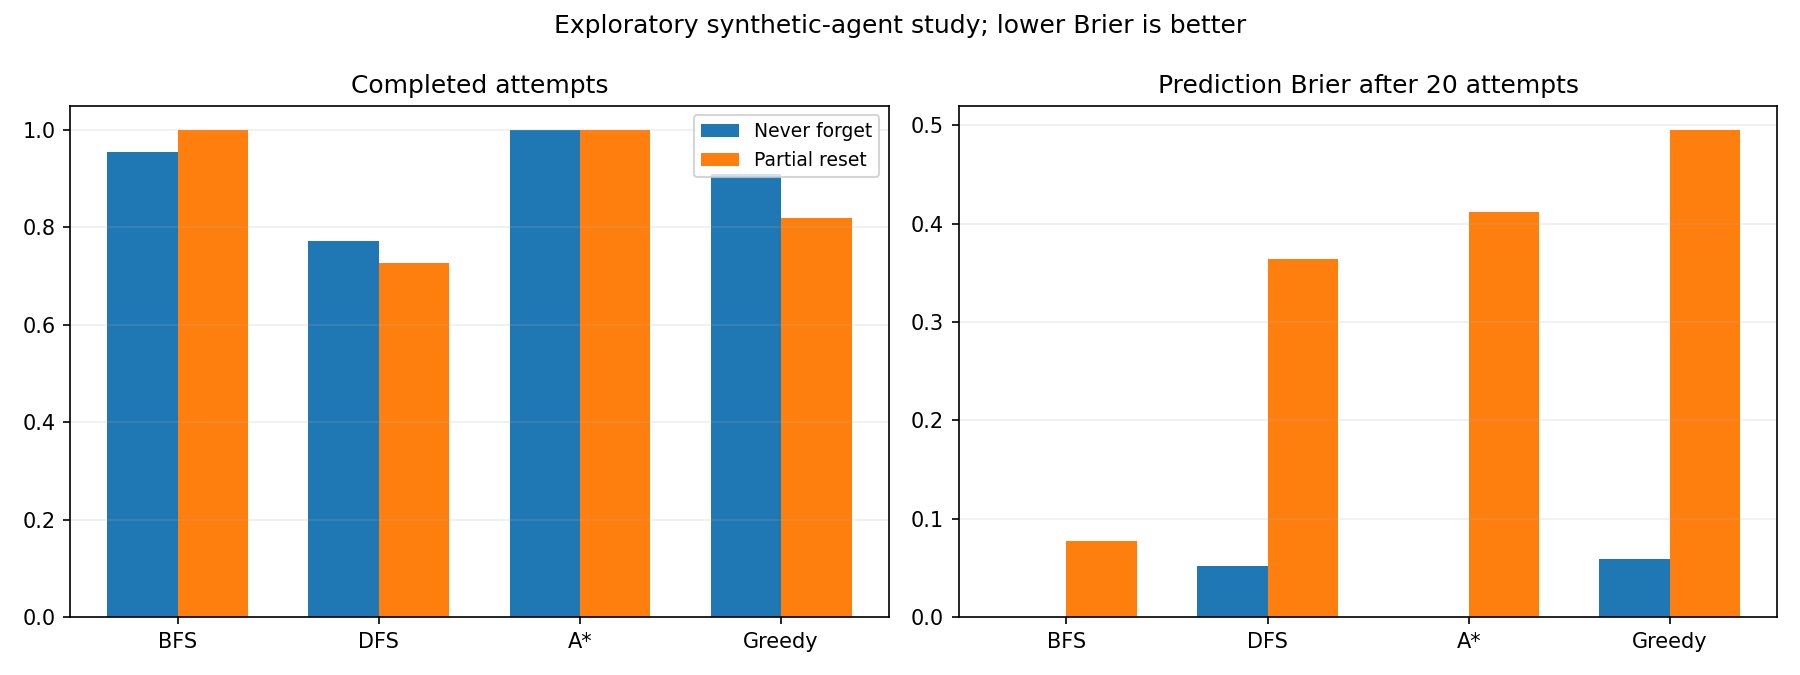 Exploratory synthetic-agent study; lower Brier is better
Completed attempts
1.0
0.8
0.6
0.4
0.2
0.0
Never forget
Partial reset
BFS DFS A* Greedy
Prediction Brier after 20 attempts
0.5
0.4
0.3
0.2
0.1
0.0
BFS DFS A* Greedy